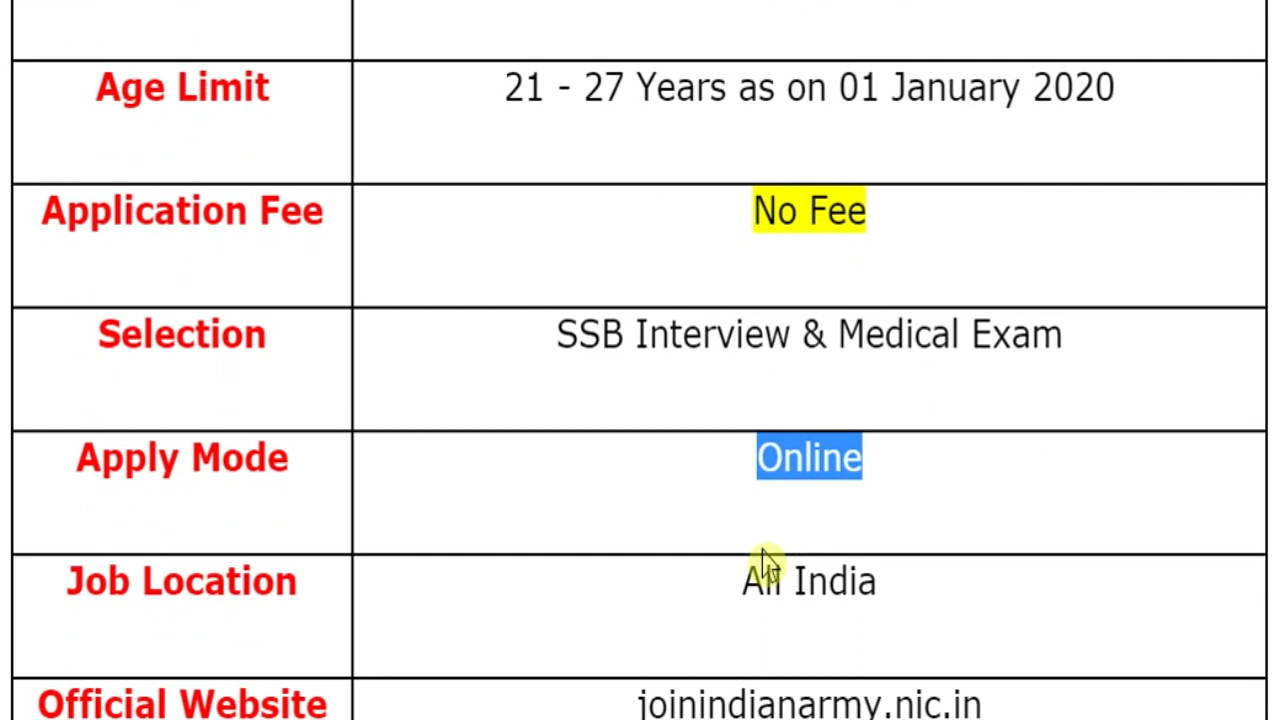 Age Limit 21 - 27 Years as on 01 January 2020
Application Fee No Fee
Selection SSB Interview & Medical Exam
Apply Mode Online
Job Location All India
Official Website joinindianarmy.nic.in